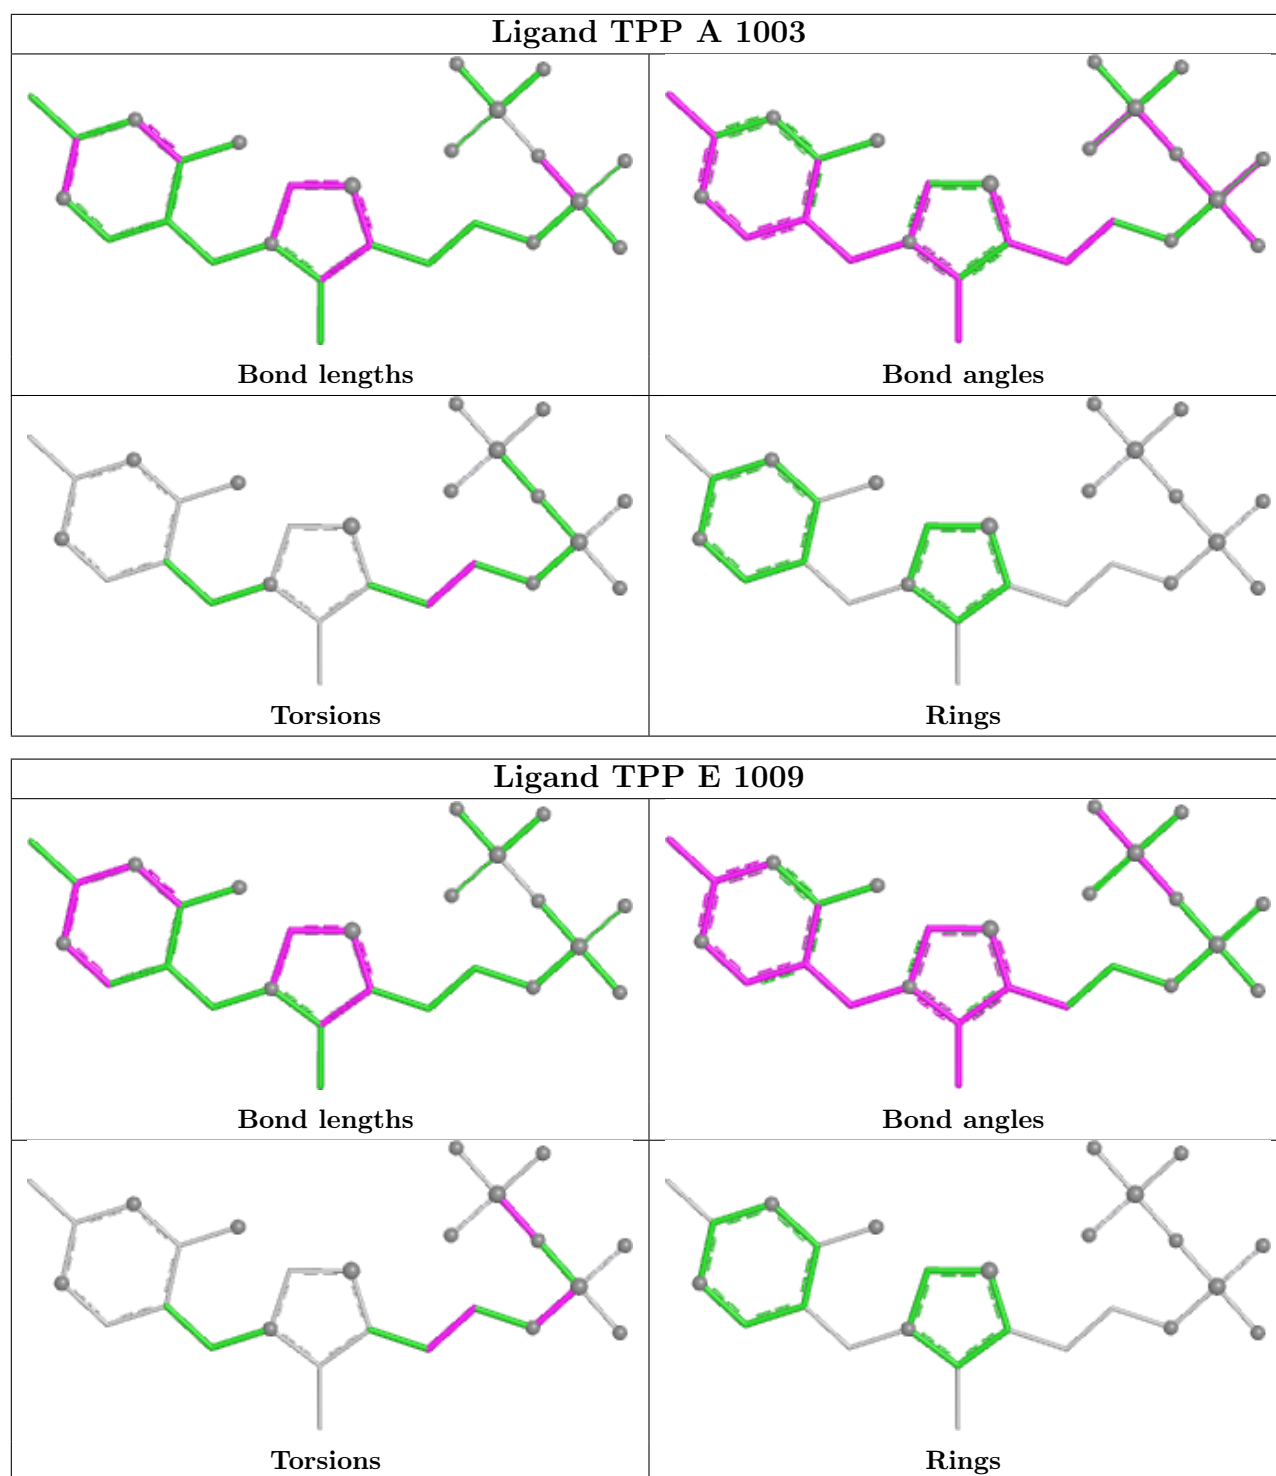 Ligand TPP A 1003
Bond lengths
Bond angles
Torsions
Rings
Ligand TPP E 1009
Bond lengths
Bond angles
Torsions
Rings